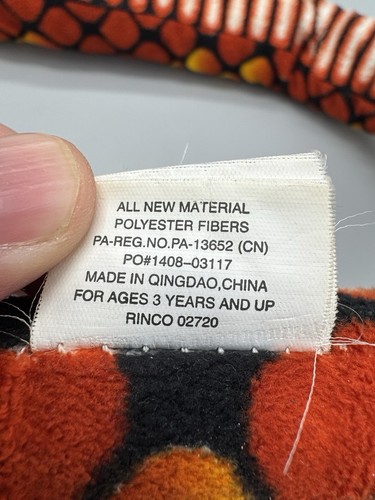 ALL NEW MATERIAL
POLYESTER FIBERS
PA-REG.NO.PA-13652 (CN)
PO#1408-03117
MADE IN QINGDAO,CHINA
FOR AGES 3 YEARS AND UP
RINCO 02720